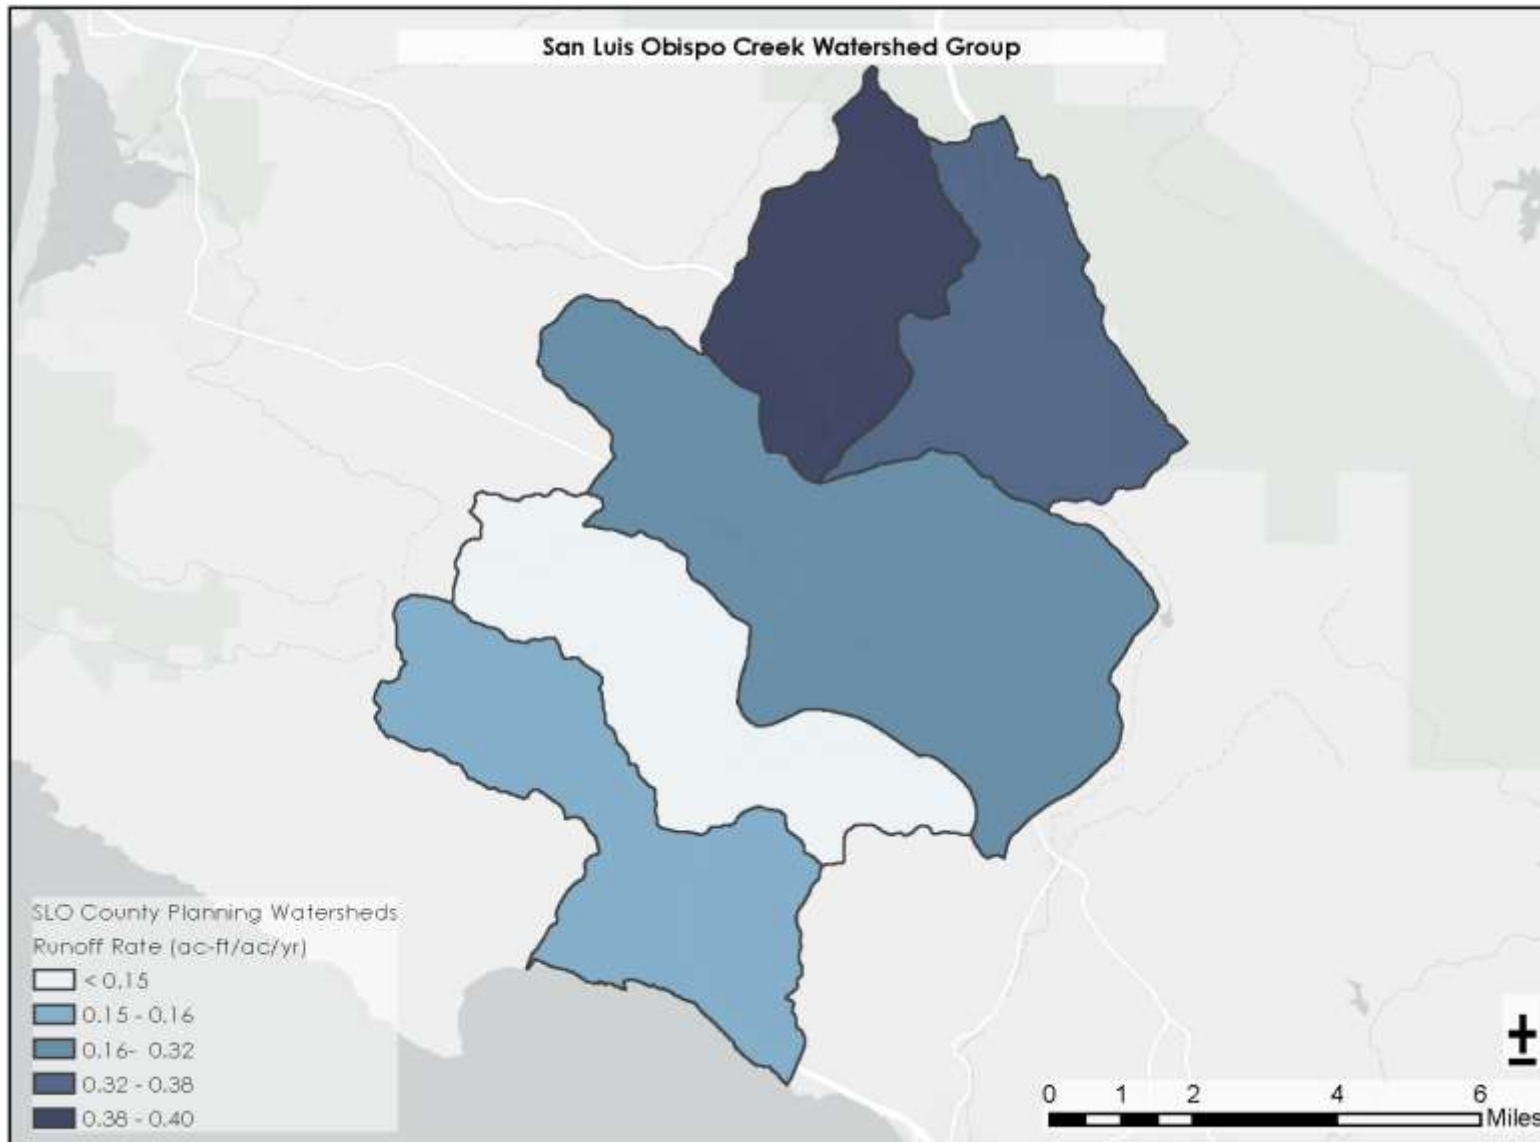 San Luis Obispo Creek Watershed Group
SLO County Planning Watersheds
Runoff Rate (ac-ft/ac/yr)
< 0.15
0.15 - 0.16
0.16- 0.32
0.32 - 0.38
0.38 - 0.40
0 1 2 4 6
Miles